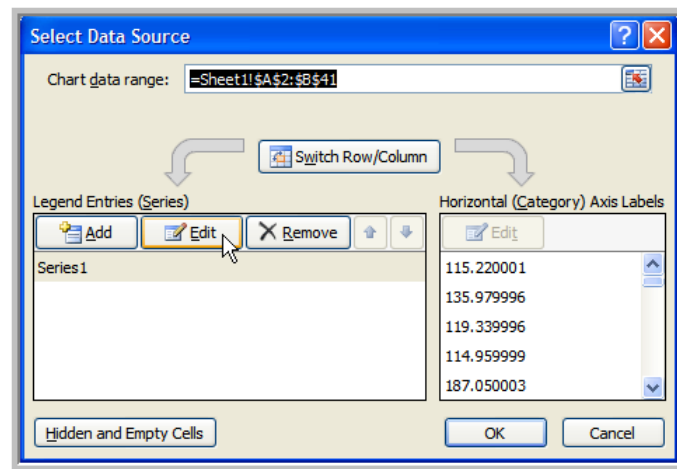 Select Data Source
Chart data range: =Sheet1!$A$2:$B$41
Switch Row/Column
Legend Entries (Series)
Horizontal (Category) Axis Labels
Add Edit Remove
Edit
Series1
115.220001
135.979996
119.339996
114.959999
187.050003
Hidden and Empty Cells
OK Cancel